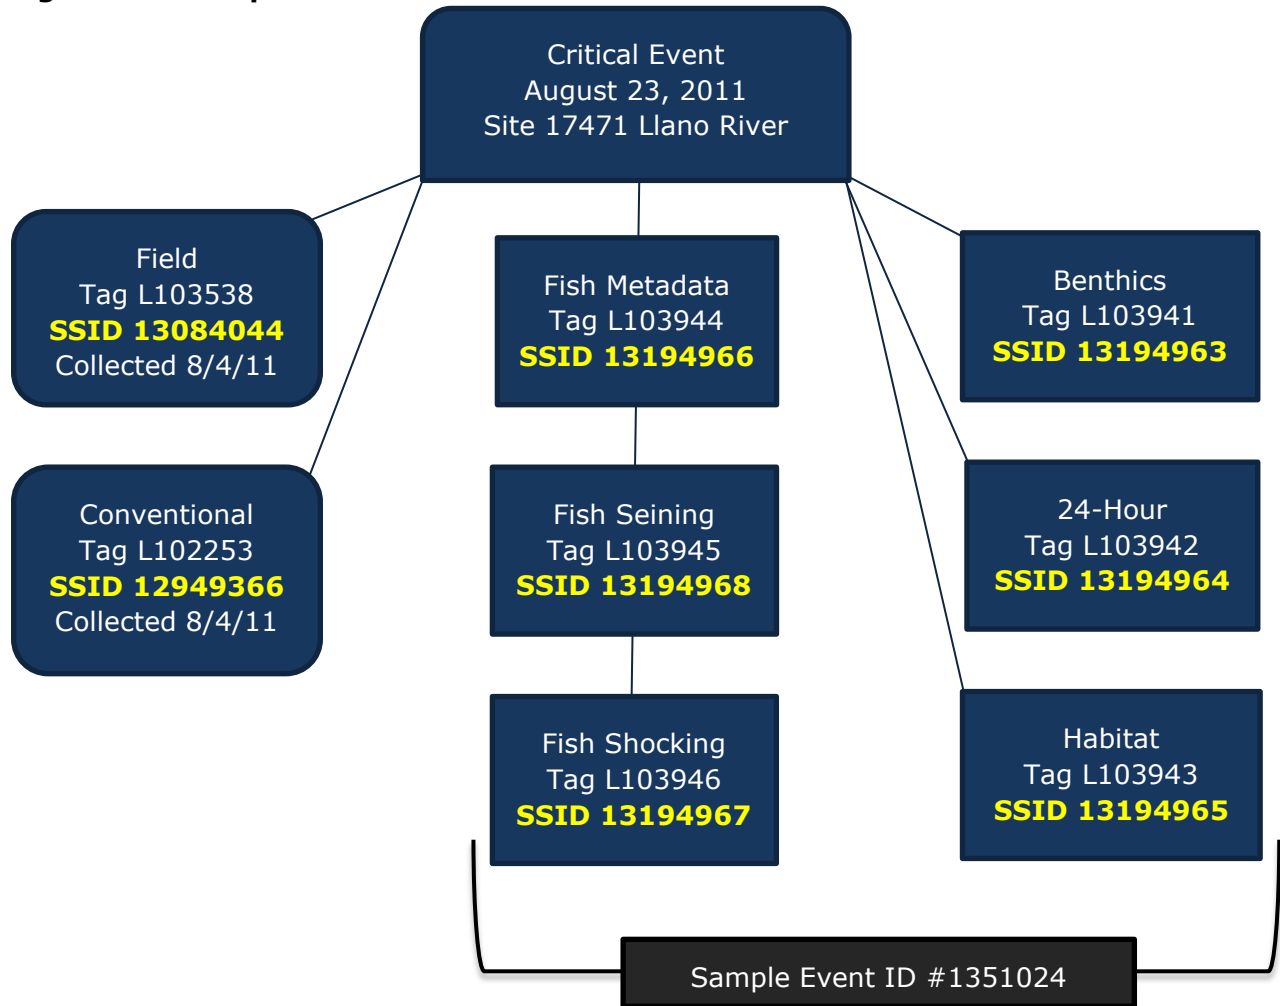 Critical Event
August 23, 2011
Site 17471 Llano River
Field
Tag L103538
SSID 13084044
Collected 8/4/11
Conventional
Tag L102253
SSID 12949366
Collected 8/4/11
Fish Metadata
Tag L103944
SSID 13194966
Fish Seining
Tag L103945
SSID 13194968
Fish Shocking
Tag L103946
SSID 13194967
Benthics
Tag L103941
SSID 13194963
24-Hour
Tag L103942
SSID 13194964
Habitat
Tag L103943
SSID 13194965
Sample Event ID #1351024